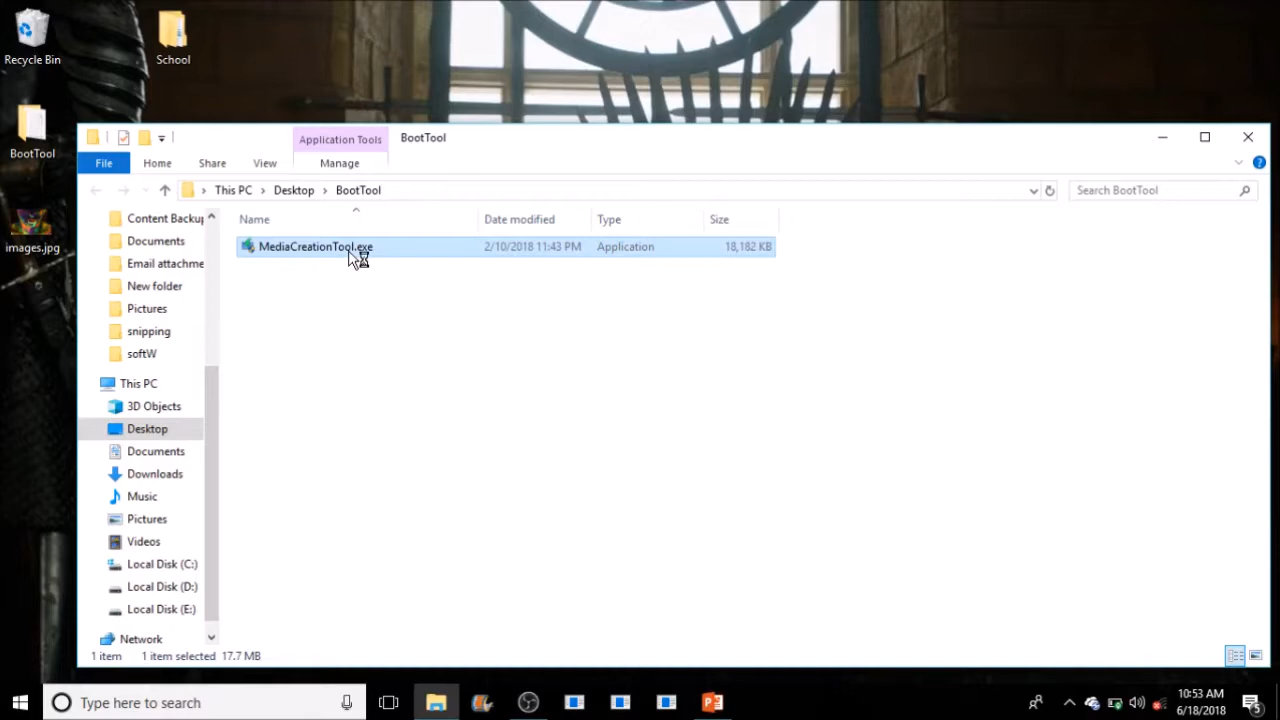 Recycle Bin
School
BootTool
images.jpg
Application Tools
BootTool
File
Home
Share
View
Manage
This PC
Desktop
BootTool
Search BootTool
Name
Date modified
Type
Size
MediaCreationTool.exe
2/10/2018 11:43 PM
Application
18,182 KB
Content Backup
Documents
Email attachme
New folder
Pictures
snipping
softW
This PC
3D Objects
Desktop
Documents
Downloads
Music
Pictures
Videos
Local Disk (C:)
Local Disk (D:)
Local Disk (E:)
Network
1 item
1 item selected 17.7 MB
Type here to search
10:53 AM
6/18/2018
5